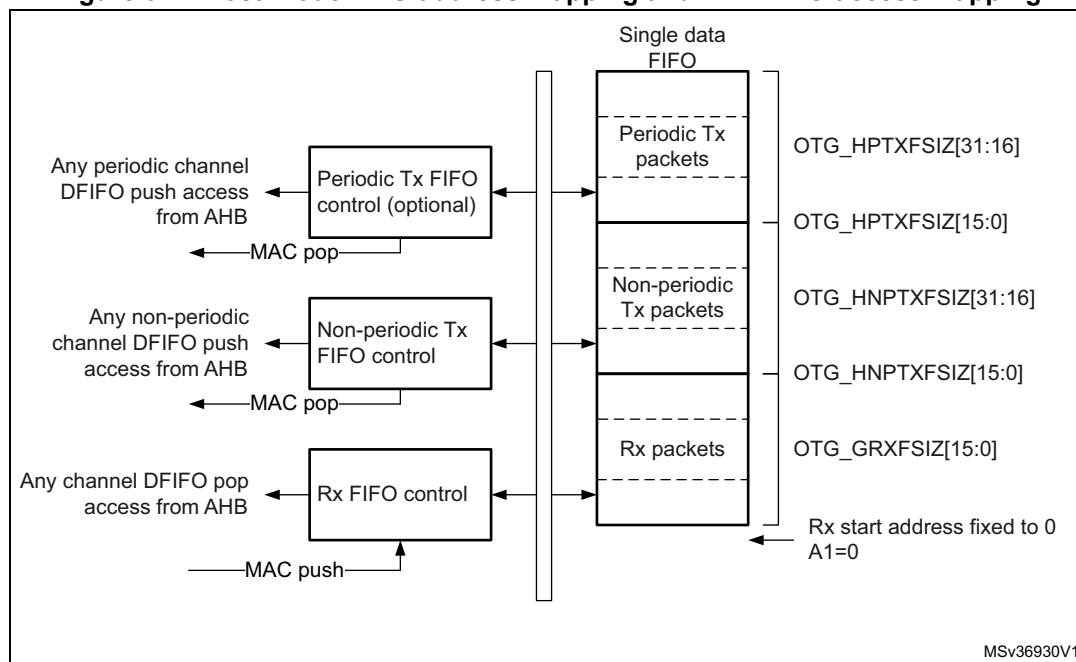 Single data
FIFO
Periodic Tx
packets
OTG_HPTXFSIZ[31:16]
Any periodic channel
DFIFO push access
from AHB
Periodic Tx FIFO
control (optional)
MAC pop
OTG_HPTXFSIZ[15:0]
Non-periodic
Tx packets
OTG_HNPTXFSIZ[31:16]
Any non-periodic
channel DFIFO push
access from AHB
Non-periodic Tx
FIFO control
MAC pop
OTG_HNPTXFSIZ[15:0]
Rx packets
OTG_GRXFSIZ[15:0]
Any channel DFIFO pop
access from AHB
Rx FIFO control
Rx start address fixed to 0
A1=0
MAC push
MSv36930V1